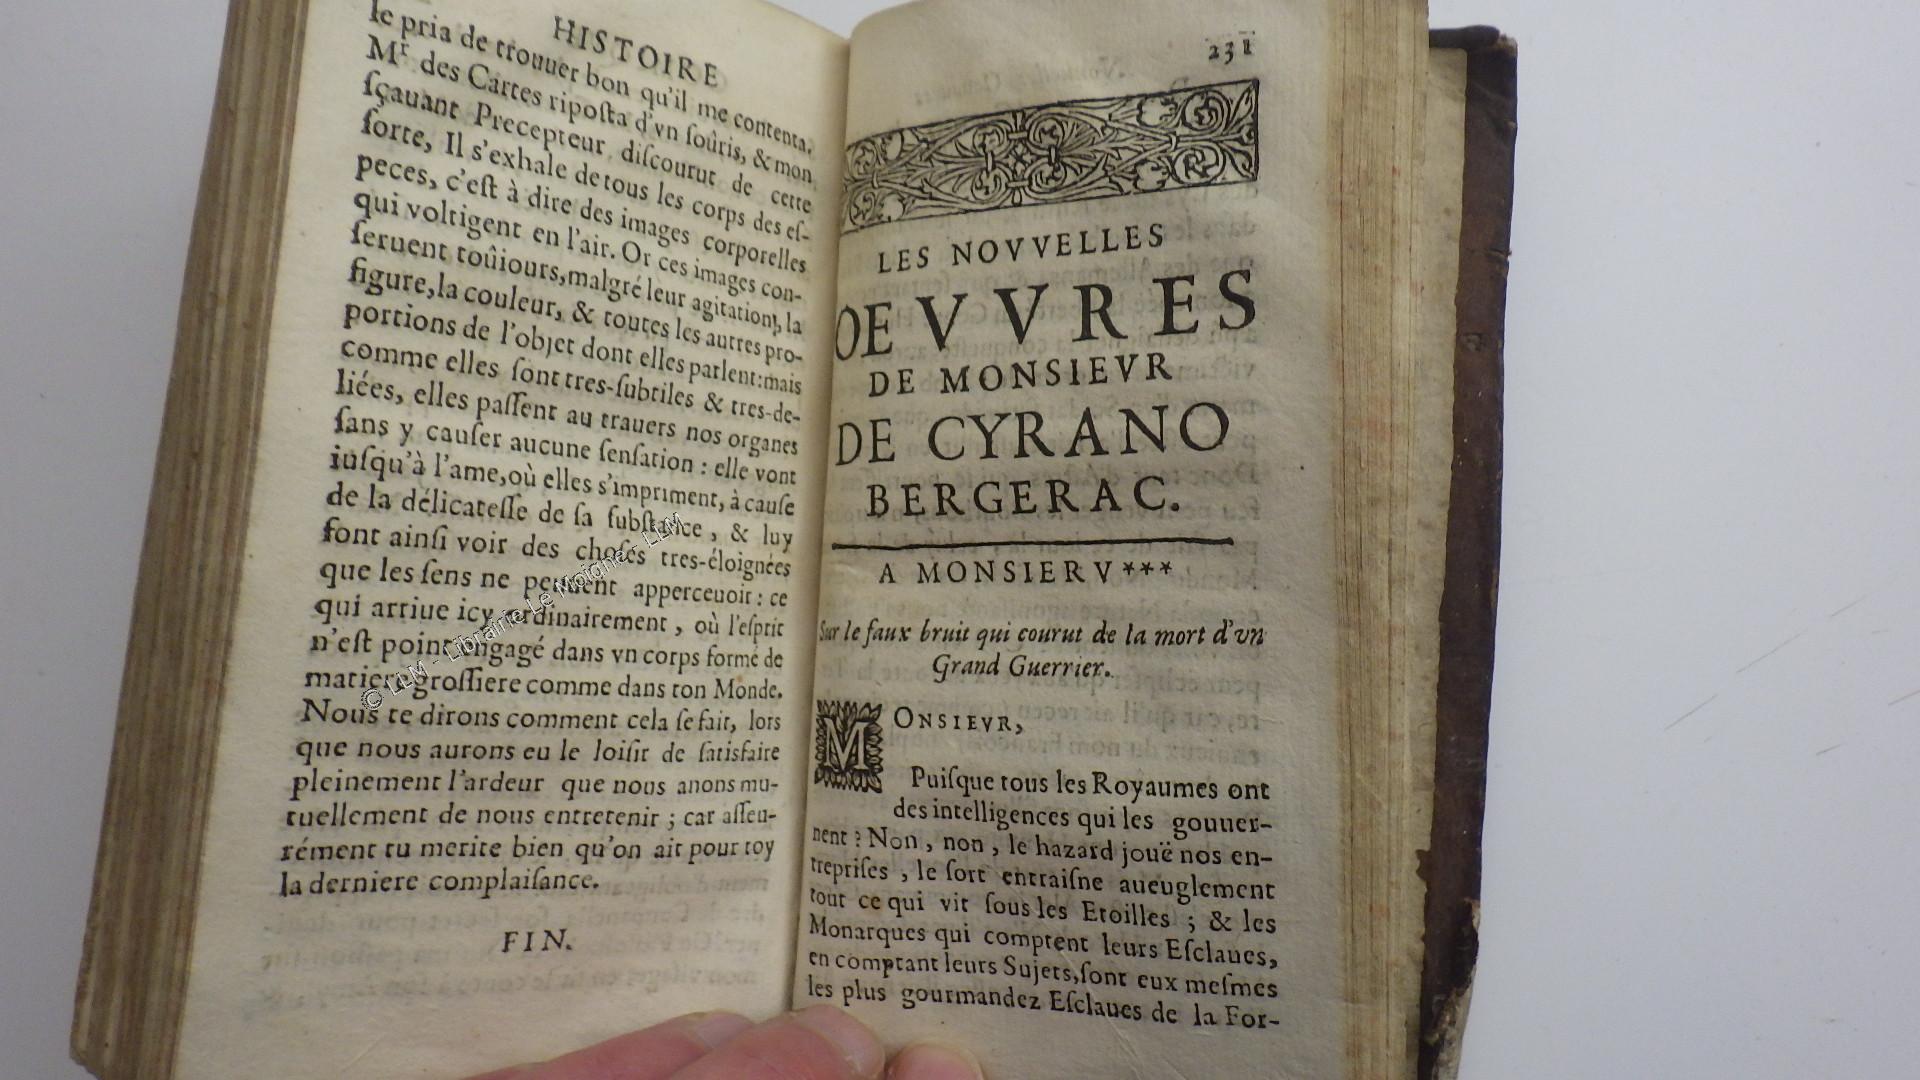 HISTOIRE
le pria de trouuer bon qu'il me contenta.
Mr des Cartes riposta d'vn soûris, & mon
sçauant Precepteur discourut de cette
sorte, Il s'exhale de tous les corps des es-
peces, c'est à dire des images corporelles
qui voltigent en l'air. Or ces images con-
seruent toûiours, malgré leur agitation, la
figure, la couleur, & toutes les autres pro-
portions de l'objet dont elles parlent: mais
comme elles sont tres-subtiles & tres-de-
liées, elles passent au trauers nos organes
sans y causer aucune sensation : elle vont
iusqu'à l'ame, où elles s'impriment, à cause
de la délicatesse de sa substance, & luy
font ainsi voir des choses tres-éloignées
que les sens ne peuuent apperceuoir : ce
qui arriue icy ordinairement, où l'esprit
n'est point engagé dans vn corps formé de
matiere grossiere comme dans ton Monde.
Nous te dirons comment cela se fait, lors
que nous aurons eu le loisir de satisfaire
pleinement l'ardeur que nous anons mu-
tuellement de nous entretenir ; car asseu-
rément tu merite bien qu'on ait pour toy
la derniere complaisance.
FIN.
© LLM - Librairie Le Moigne - LLM
231
LES NOVVELLES
OEVVRES
DE MONSIEVR
DE CYRANO
BERGERAC.
A MONSIERV***
Sur le faux bruit qui courut de la mort d'vn
Grand Guerrier.
MONSIEVR,
Puisque tous les Royaumes ont
des intelligences qui les gouuer-
nent ? Non, non, le hazard jouë nos en-
treprises, le sort entraisne aueuglement
tout ce qui vit sous les Etoilles ; & les
Monarques qui comptent leurs Esclaues,
en comptant leurs Sujets, sont eux mesmes
les plus gourmandez Esclaues de la For-